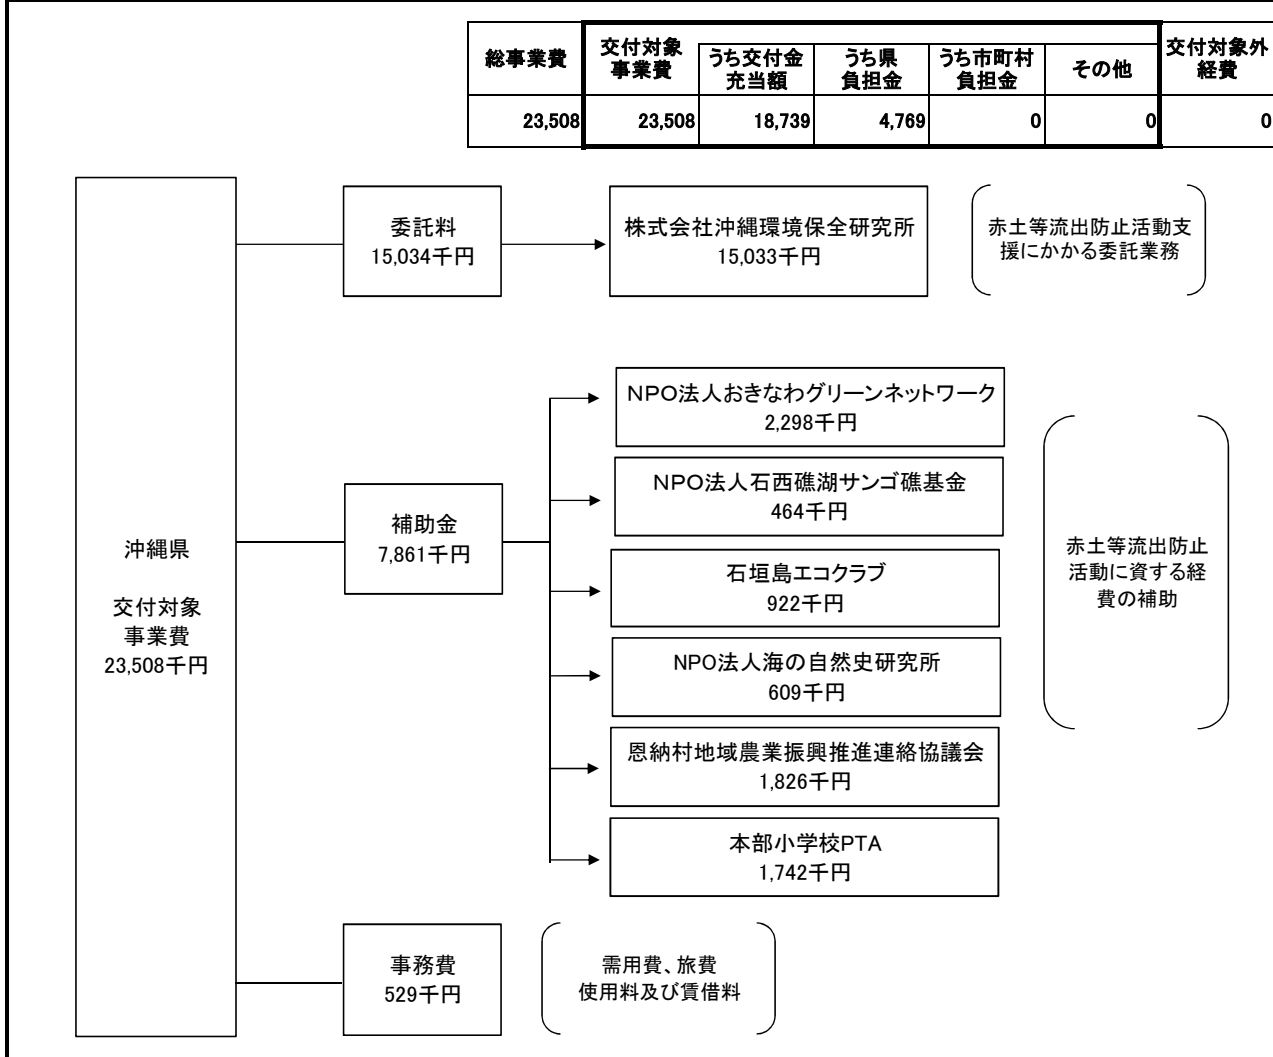 総事業費
交付対象
事業費
うち交付金
充当額
うち県
負担金
うち市町村
負担金
その他
交付対象外
経費
23,508
23,508
18,739
4,769
0
0
0
沖縄県
交付対象
事業費
23,508千円
委託料
15,034千円
株式会社沖縄環境保全研究所
15,033千円
赤土等流出防止活動支
援にかかる委託業務
補助金
7,861千円
NPO法人おきなわグリーンネットワーク
2,298千円
NPO法人石西礁湖サンゴ礁基金
464千円
石垣島エコクラブ
922千円
NPO法人海の自然史研究所
609千円
恩納村地域農業振興推進連絡協議会
1,826千円
本部小学校PTA
1,742千円
赤土等流出防止
活動に資する経
費の補助
事務費
529千円
需用費、旅費
使用料及び賃借料